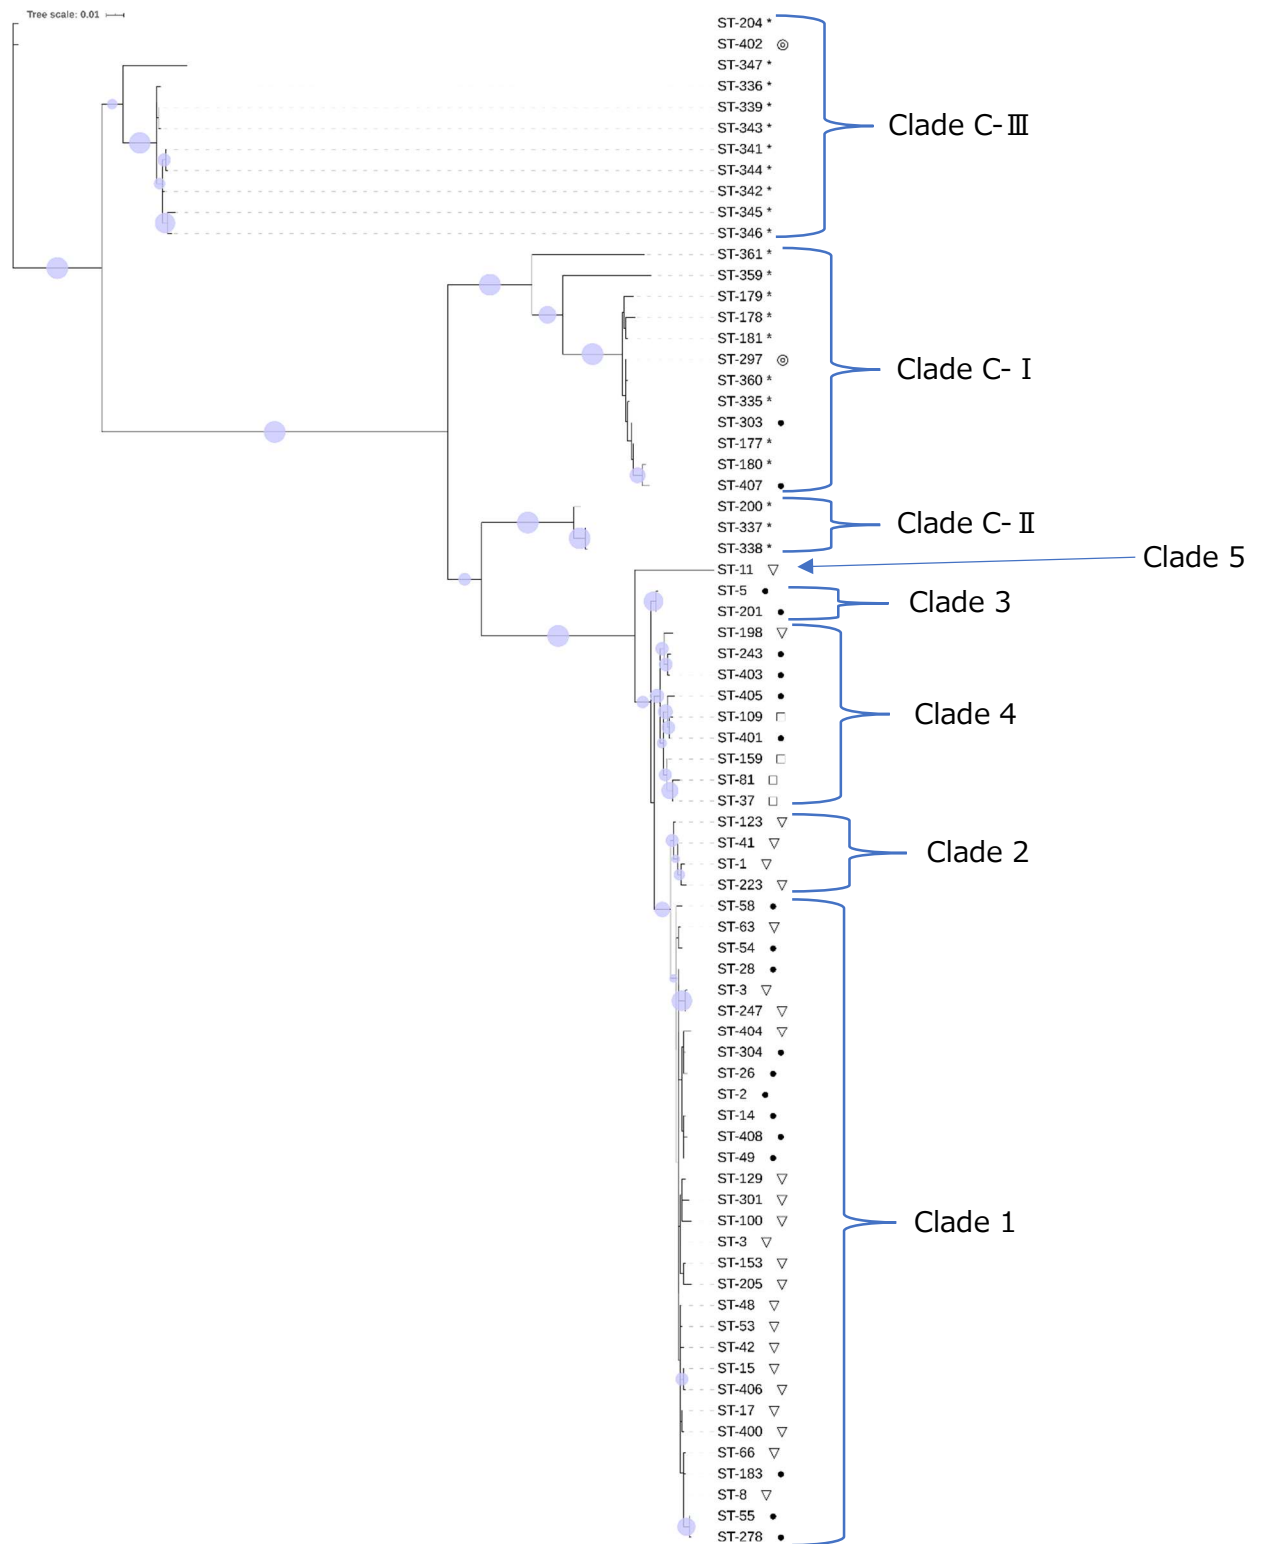 Tree scale: 0.01
ST-204 *
ST-402 ◎
ST-347 *
ST-336 *
ST-339 *
ST-343 *
ST-341 *
ST-344 *
ST-342 *
ST-345 *
ST-346 *
Clade C-Ⅲ
ST-361 *
ST-359 *
ST-179 *
ST-178 *
ST-181 *
ST-297 ◎
ST-360 *
ST-335 *
ST-303 ●
ST-177 *
ST-180 *
ST-407 ●
Clade C-Ⅰ
ST-200 *
ST-337 *
ST-338 *
Clade C-Ⅱ
ST-11 ▽
Clade 5
ST-5 ●
ST-201 ●
Clade 3
ST-198 ▽
ST-243 ●
ST-403 ●
ST-405 ●
ST-109 □
ST-401 ●
ST-159 □
ST-81 □
ST-37 □
Clade 4
ST-123 ▽
ST-41 ▽
ST-1 ▽
ST-223 ▽
Clade 2
ST-58 ●
ST-63 ▽
ST-54 ●
ST-28 ●
ST-3 ▽
ST-247 ▽
ST-404 ▽
ST-304 ●
ST-26 ●
ST-2 ●
ST-14 ●
ST-408 ●
ST-49 ●
ST-129 ▽
ST-301 ▽
ST-100 ▽
ST-3 ▽
ST-153 ▽
ST-205 ▽
ST-48 ▽
ST-53 ▽
ST-42 ▽
ST-15 ▽
ST-406 ▽
ST-17 ▽
ST-400 ▽
ST-66 ▽
ST-183 ●
ST-8 ▽
ST-55 ●
ST-278 ●
Clade 1